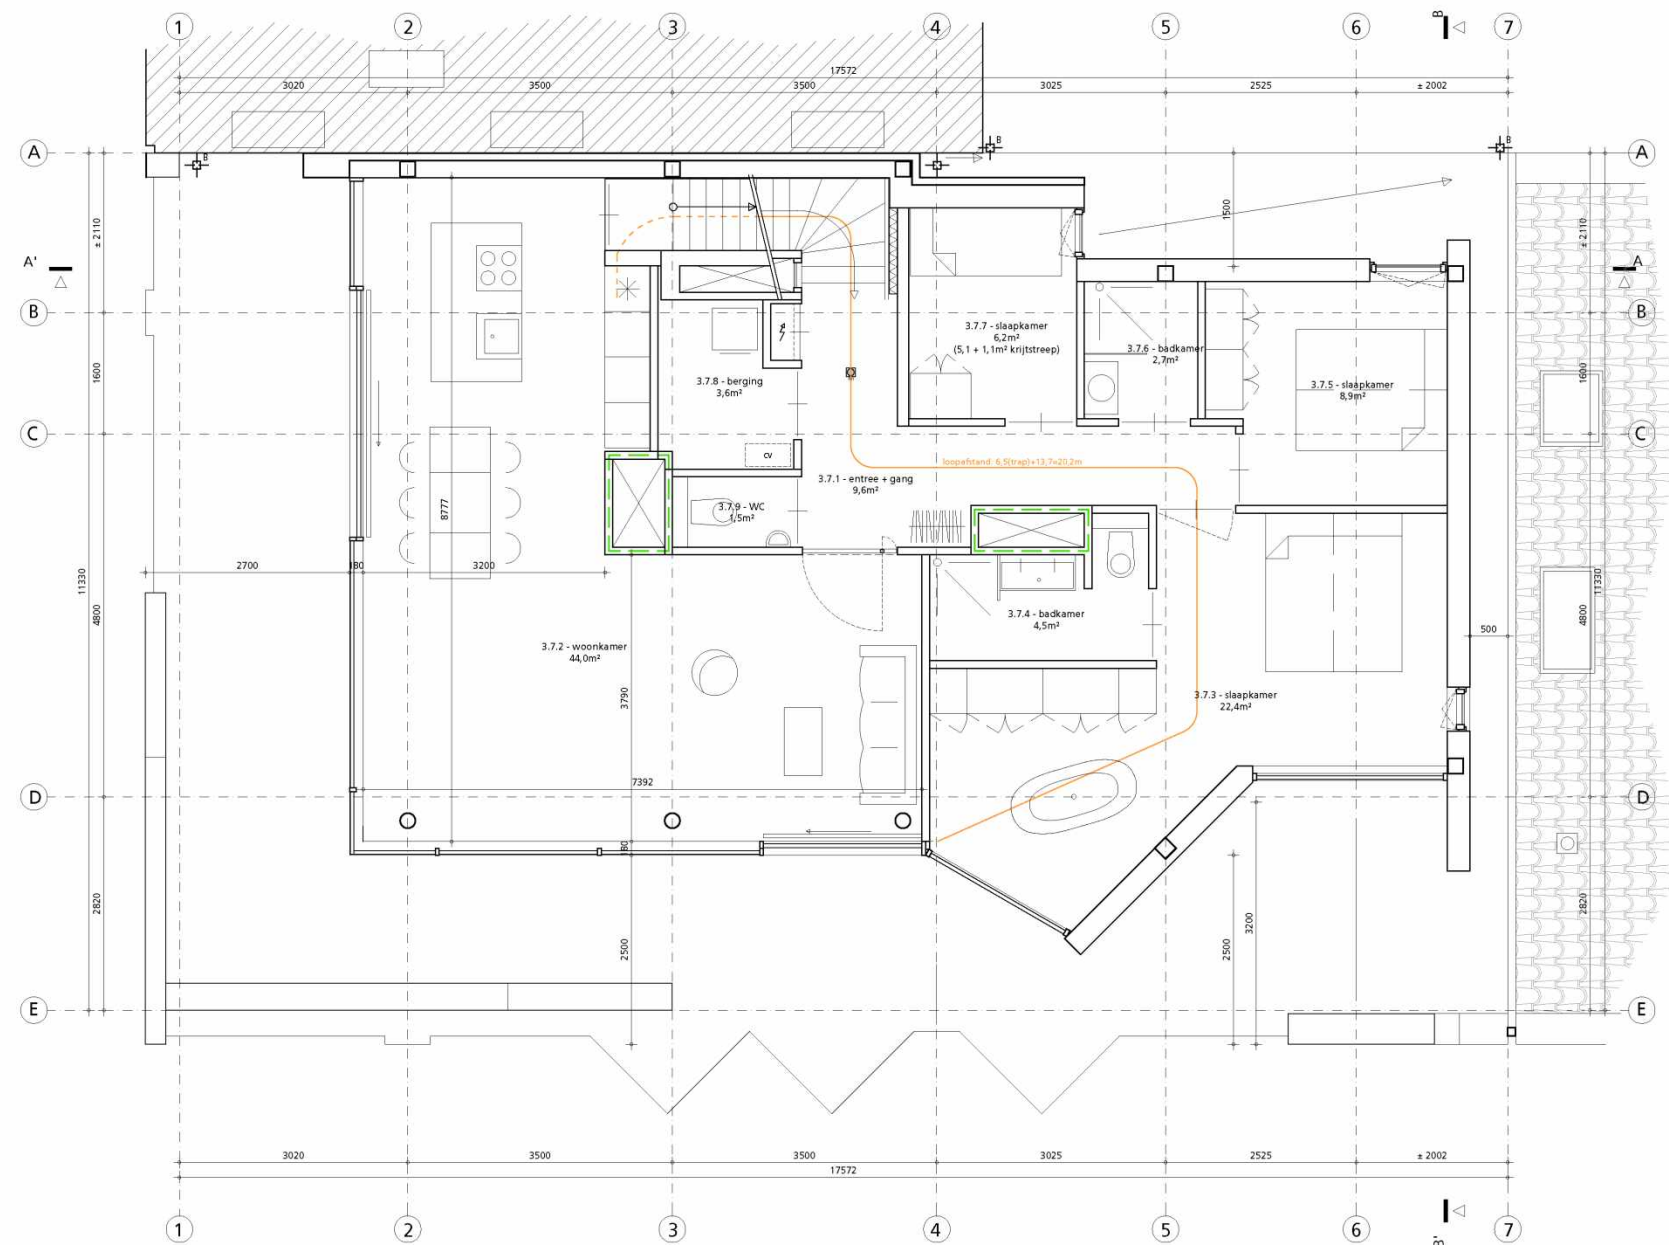 1 2 3 4 5 6 B 7
17572
3020 3500 3500 3025 2525 ± 2002
A B B B A
± 2110 1500 ± 2110
A' A
B B
3.7.7 - slaapkamer
6,2m²
(5,1 + 1,1m² krijtstreep)
3.7.6 - badkamer
2,7m²
1600 1600
3.7.8 - berging
3,6m²
3.7.5 - slaapkamer
8,9m²
C C
cv
loopafstand: 6,5(trap)+13,7=20,2m
3.7.1 - entree + gang
9,6m²
8777
3.7.9 - WC
1,5m²
2700 180 3200
11330 11330
4800 4800
3.7.4 - badkamer
4,5m²
500
3.7.2 - woonkamer
44,0m²
3790
3.7.3 - slaapkamer
22,4m²
7392
D D
180
2820 2820
2500 2500 3200
E E
3020 3500 3500 3025 2525 ± 2002
17572
1 2 3 4 5 6 7
B'